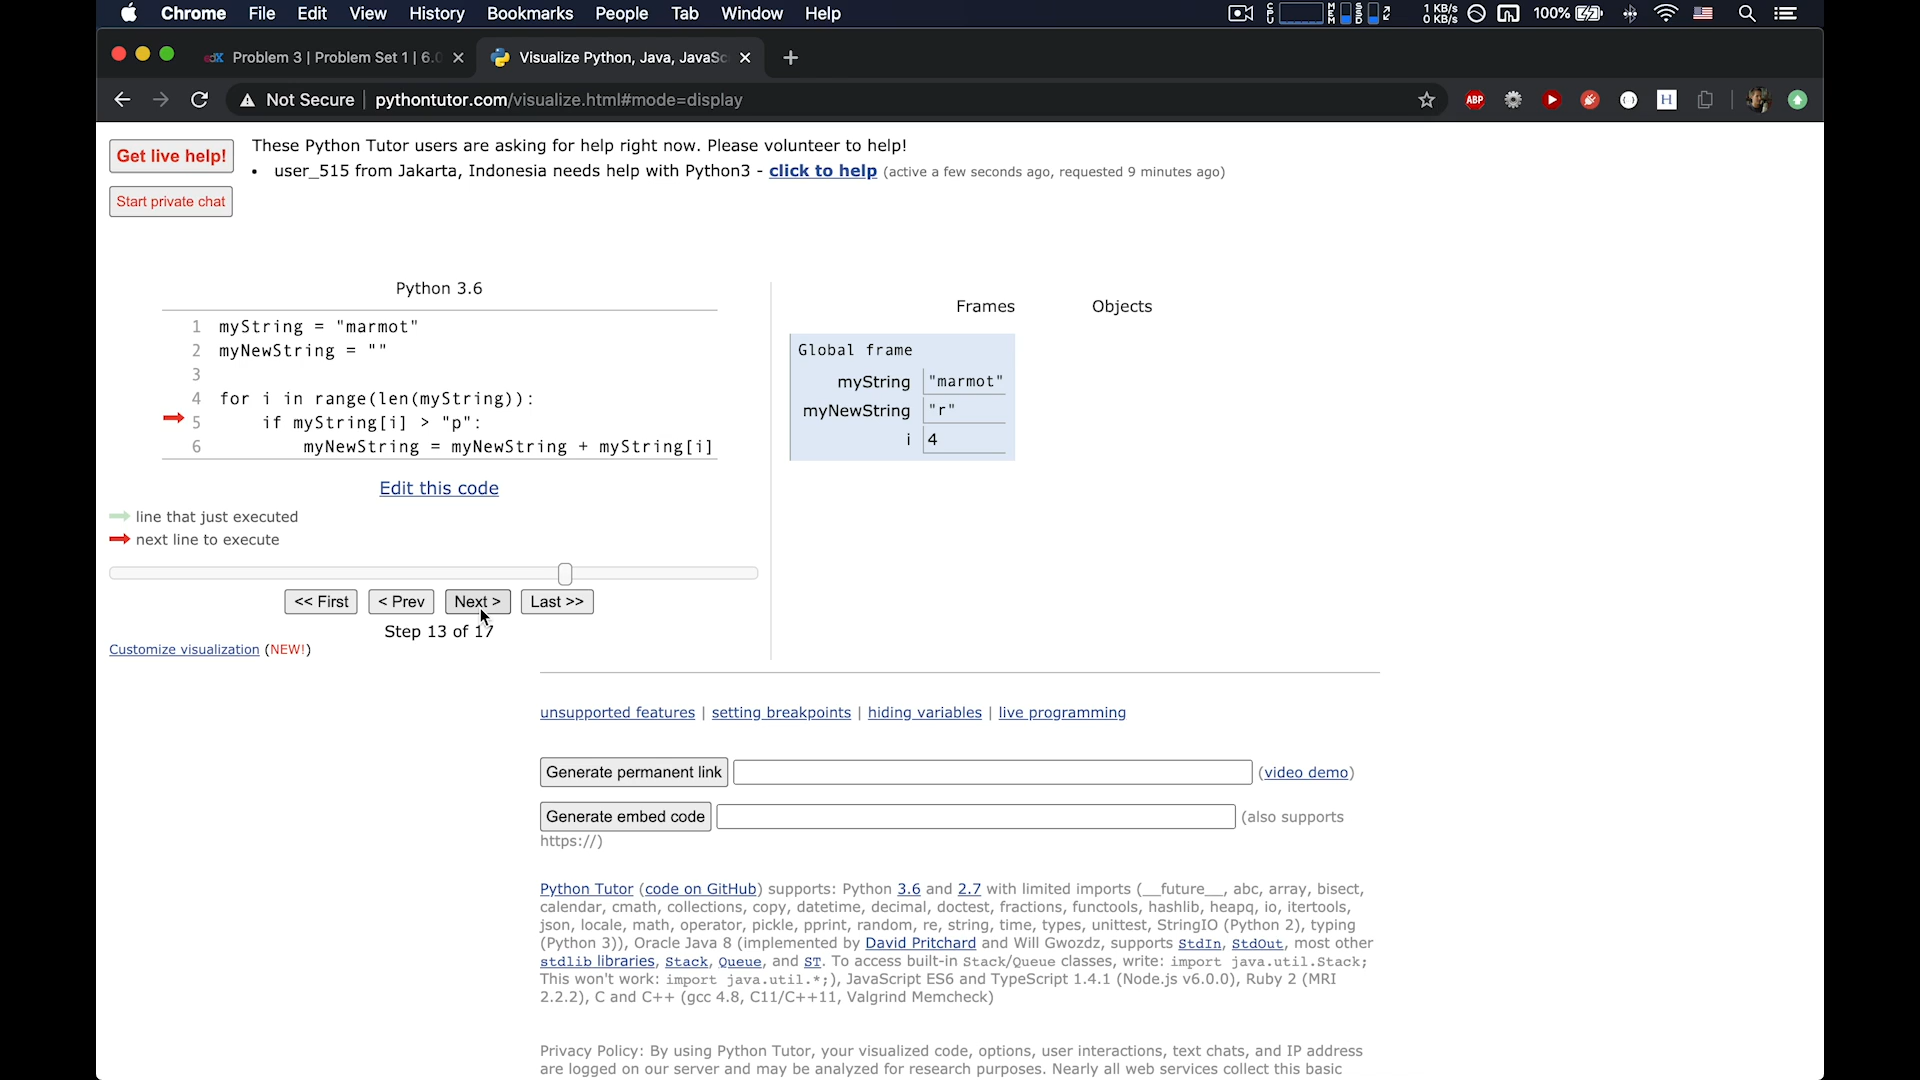 Chrome File Edit View History Bookmarks People Tab Window Help
CPU MEM SSD 1 KB/s 0 KB/s 100%
edX Problem 3 | Problem Set 1 | 6.0 Visualize Python, Java, JavaSc
Not Secure pythontutor.com/visualize.html#mode=display ABP H
Get live help! These Python Tutor users are asking for help right now. Please volunteer to help!
• user_515 from Jakarta, Indonesia needs help with Python3 - click to help (active a few seconds ago, requested 9 minutes ago)
Start private chat
Python 3.6
1 myString = "marmot"
2 myNewString = ""
3
4 for i in range(len(myString)):
5 if myString[i] > "p":
6 myNewString = myNewString + myString[i]
Edit this code
line that just executed
next line to execute
<< First < Prev Next > Last >>
Step 13 of 17
Customize visualization (NEW!)
Frames Objects
Global frame
myString "marmot"
myNewString "r"
i 4
unsupported features | setting breakpoints | hiding variables | live programming
Generate permanent link (video demo)
Generate embed code (also supports
https://)
Python Tutor (code on GitHub) supports: Python 3.6 and 2.7 with limited imports (__future__, abc, array, bisect,
calendar, cmath, collections, copy, datetime, decimal, doctest, fractions, functools, hashlib, heapq, io, itertools,
json, locale, math, operator, pickle, pprint, random, re, string, time, types, unittest, StringIO (Python 2), typing
(Python 3)), Oracle Java 8 (implemented by David Pritchard and Will Gwozdz, supports StdIn, StdOut, most other
stdlib libraries, Stack, Queue, and ST. To access built-in Stack/Queue classes, write: import java.util.Stack;
This won't work: import java.util.*;), JavaScript ES6 and TypeScript 1.4.1 (Node.js v6.0.0), Ruby 2 (MRI
2.2.2), C and C++ (gcc 4.8, C11/C++11, Valgrind Memcheck)
Privacy Policy: By using Python Tutor, your visualized code, options, user interactions, text chats, and IP address
are logged on our server and may be analyzed for research purposes. Nearly all web services collect this basic